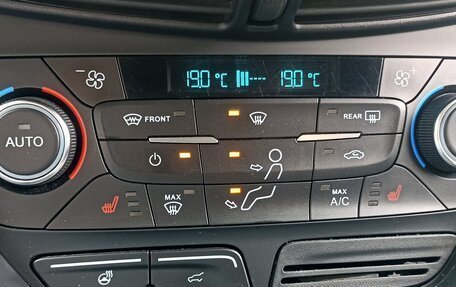 19.0 °C 19.0 °C
FRONT
REAR
AUTO
MAX
MAX
A/C